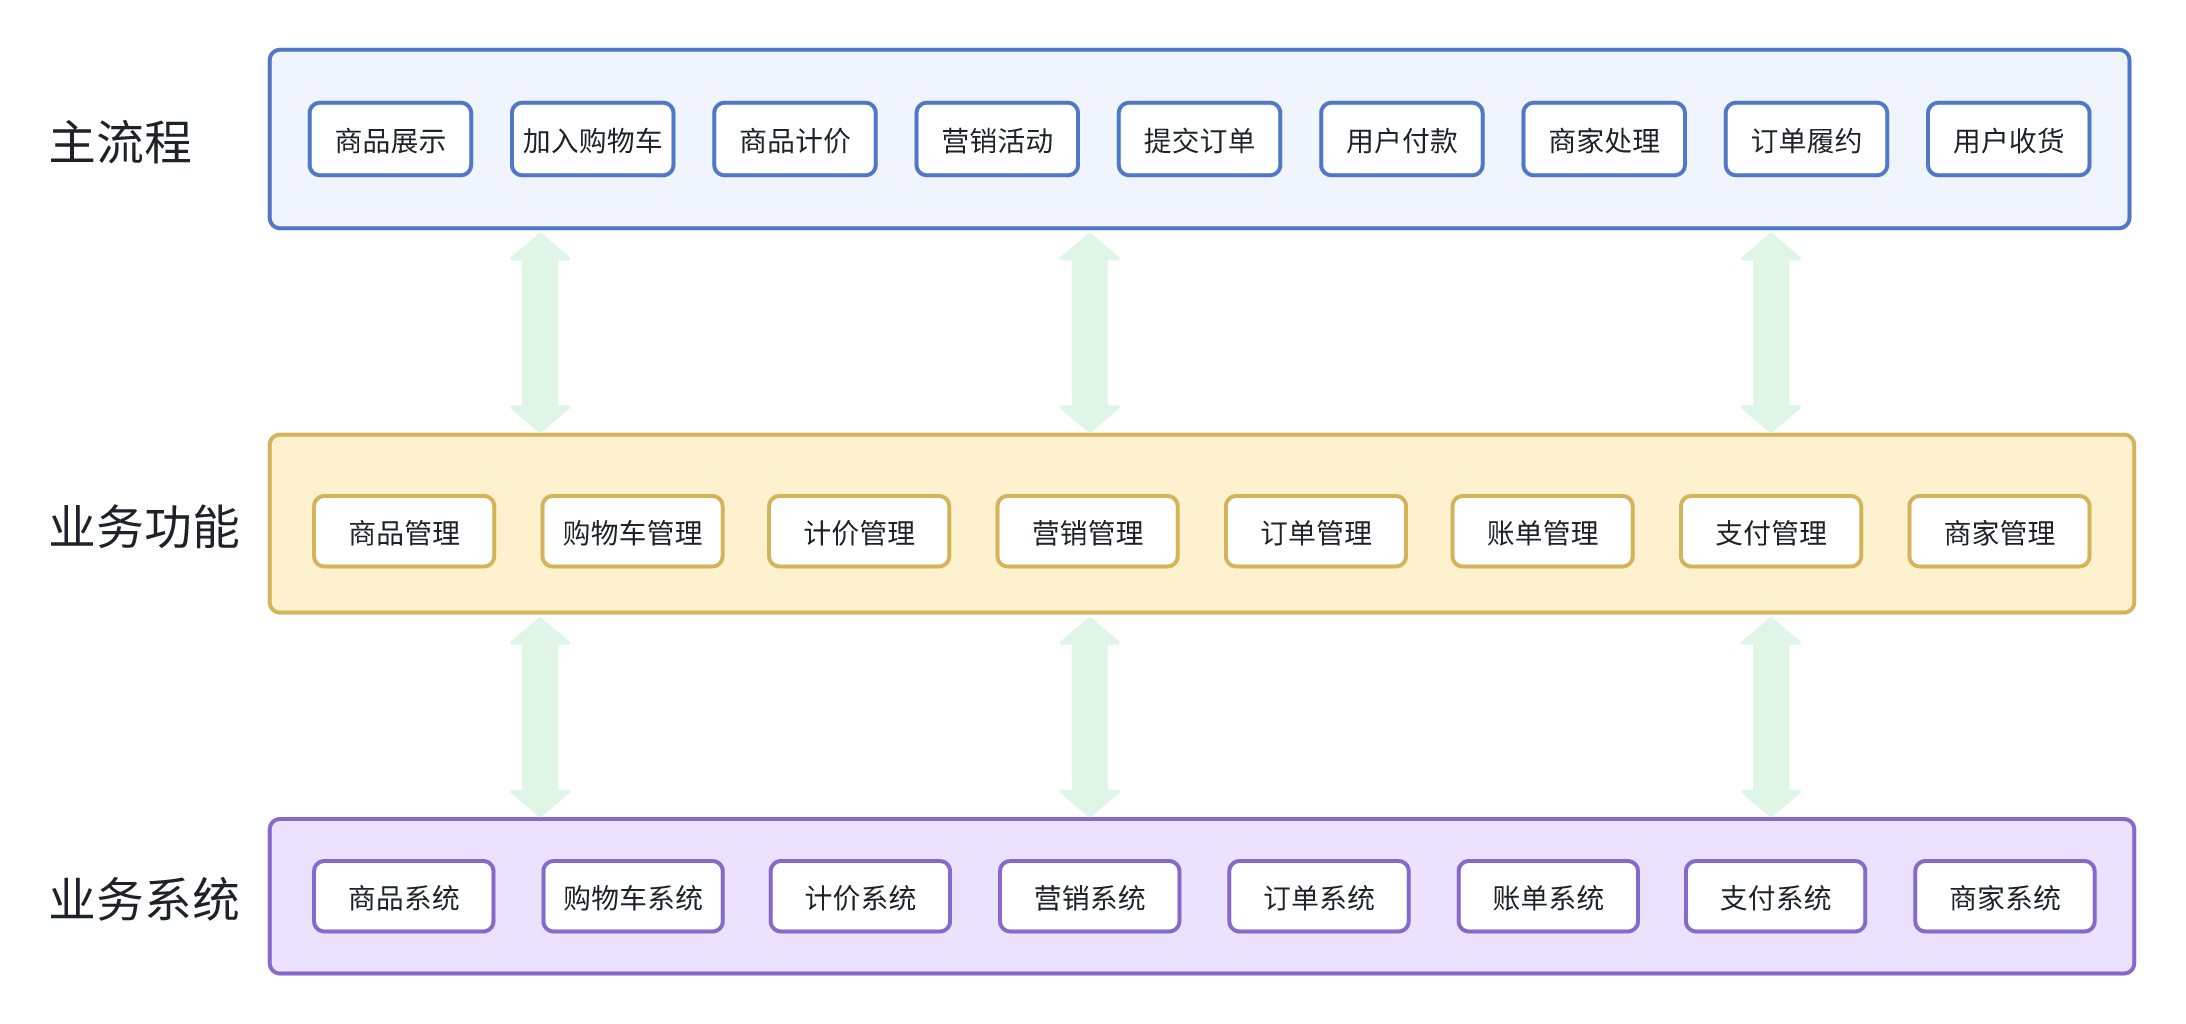 主流程
商品展示
加入购物车
商品计价
营销活动
提交订单
用户付款
商家处理
订单履约
用户收货
业务功能
商品管理
购物车管理
计价管理
营销管理
订单管理
账单管理
支付管理
商家管理
业务系统
商品系统
购物车系统
计价系统
营销系统
订单系统
账单系统
支付系统
商家系统